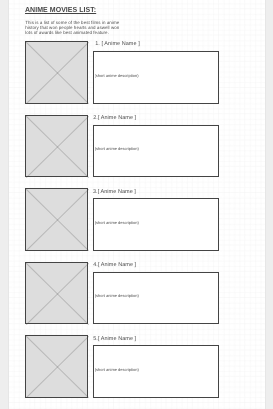 ANIME MOVIES LIST:
This is a list of some of the best films in anime
history that won people hearts and aswell won
lots of awards like best animated feature.
1. [ Anime Name ]
(short anime description)
2.[ Anime Name ]
(short anime description)
3.[ Anime Name ]
(short anime description)
4.[ Anime Name ]
(short anime description)
5.[ Anime Name ]
(short anime description)